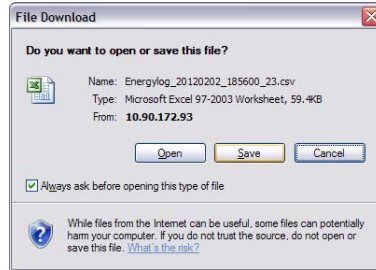 File Download
Do you want to open or save this file?
Name: Energylog_20120202_185600_23.csv
Type: Microsoft Excel 97-2003 Worksheet, 59.4KB
From: 10.90.172.93
Open Save Cancel
Always ask before opening this type of file
While files from the Internet can be useful, some files can potentially
harm your computer. If you do not trust the source, do not open or
save this file. What's the risk?